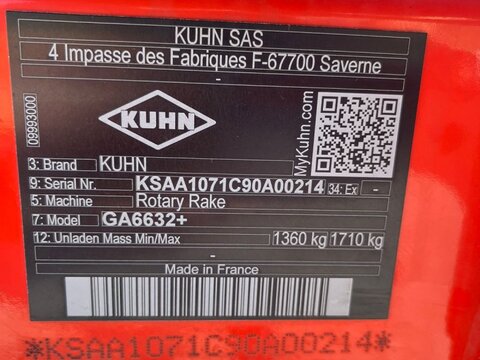 KUHN SAS
4 Impasse des Fabriques F-67700 Saverne
-
09993000
KUHN
MyKuhn.com
3: Brand KUHN
9: Serial Nr. KSAA1071C90A00214 34: Ex -
5: Machine Rotary Rake
7: Model GA6632+
12: Unladen Mass Min/Max 1360 kg 1710 kg
-
Made in France
*KSAA1071C90A00214*